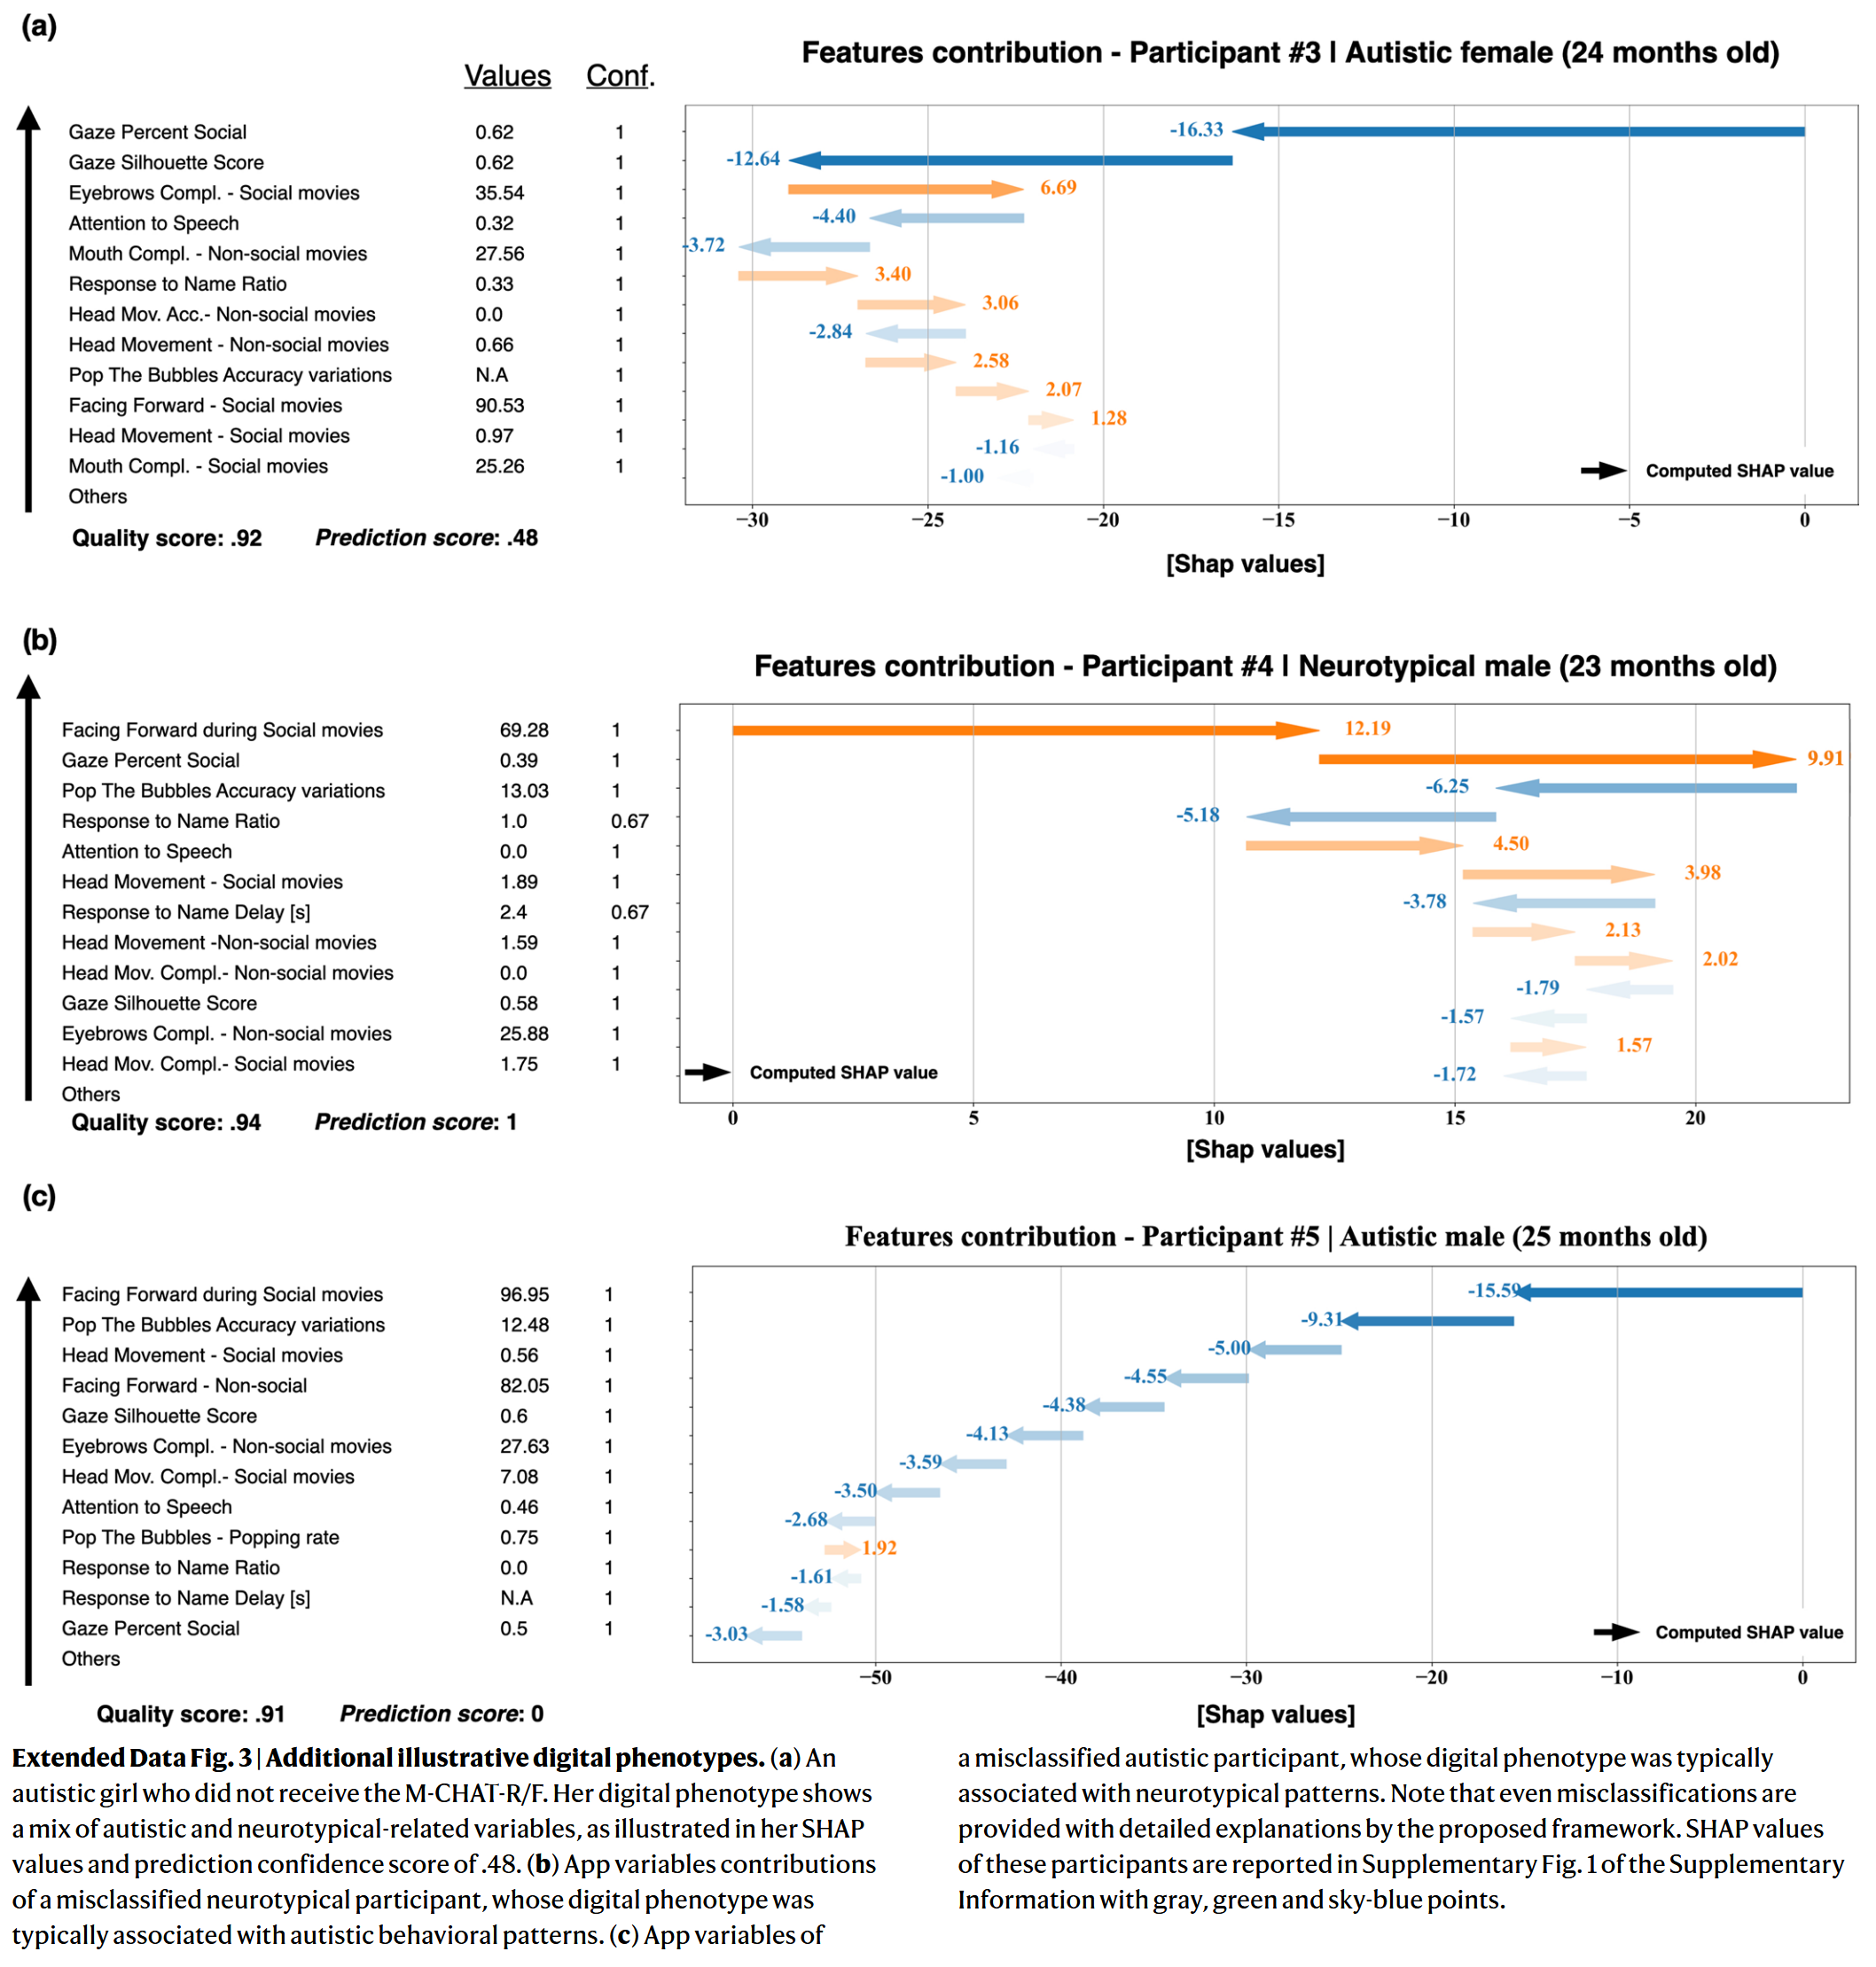 (a)
Features contribution - Participant #3 | Autistic female (24 months old)
Values Conf.
Gaze Percent Social 0.62 1 -16.33
Gaze Silhouette Score 0.62 1 -12.64
Eyebrows Compl. - Social movies 35.54 1 6.69
Attention to Speech 0.32 1 -4.40
Mouth Compl. - Non-social movies 27.56 1 -3.72
Response to Name Ratio 0.33 1 3.40
Head Mov. Acc.- Non-social movies 0.0 1 3.06
Head Movement - Non-social movies 0.66 1 -2.84
Pop The Bubbles Accuracy variations N.A 1 2.58
Facing Forward - Social movies 90.53 1 2.07
Head Movement - Social movies 0.97 1 1.28
Mouth Compl. - Social movies 25.26 1 -1.16
Others -1.00
Computed SHAP value
−30 −25 −20 −15 −10 −5 0
Quality score: .92 Prediction score: .48
[Shap values]
(b)
Features contribution - Participant #4 | Neurotypical male (23 months old)
Facing Forward during Social movies 69.28 1 12.19
Gaze Percent Social 0.39 1 9.91
Pop The Bubbles Accuracy variations 13.03 1 -6.25
Response to Name Ratio 1.0 0.67 -5.18
Attention to Speech 0.0 1 4.50
Head Movement - Social movies 1.89 1 3.98
Response to Name Delay [s] 2.4 0.67 -3.78
Head Movement -Non-social movies 1.59 1 2.13
Head Mov. Compl.- Non-social movies 0.0 1 2.02
Gaze Silhouette Score 0.58 1 -1.79
Eyebrows Compl. - Non-social movies 25.88 1 -1.57
Head Mov. Compl.- Social movies 1.75 1 1.57
Others -1.72
Computed SHAP value
0 5 10 15 20
Quality score: .94 Prediction score: 1
[Shap values]
(c)
Features contribution - Participant #5 | Autistic male (25 months old)
Facing Forward during Social movies 96.95 1 -15.59
Pop The Bubbles Accuracy variations 12.48 1 -9.31
Head Movement - Social movies 0.56 1 -5.00
Facing Forward - Non-social 82.05 1 -4.55
Gaze Silhouette Score 0.6 1 -4.38
Eyebrows Compl. - Non-social movies 27.63 1 -4.13
Head Mov. Compl.- Social movies 7.08 1 -3.59
Attention to Speech 0.46 1 -3.50
Pop The Bubbles - Popping rate 0.75 1 -2.68
Response to Name Ratio 0.0 1 1.92
Response to Name Delay [s] N.A 1 -1.61
Gaze Percent Social 0.5 1 -1.58
Others -3.03
Computed SHAP value
−50 −40 −30 −20 −10 0
Quality score: .91 Prediction score: 0
[Shap values]
Extended Data Fig. 3 | Additional illustrative digital phenotypes. (a) An
autistic girl who did not receive the M-CHAT-R/F. Her digital phenotype shows
a mix of autistic and neurotypical-related variables, as illustrated in her SHAP
values and prediction confidence score of .48. (b) App variables contributions
of a misclassified neurotypical participant, whose digital phenotype was
typically associated with autistic behavioral patterns. (c) App variables of
a misclassified autistic participant, whose digital phenotype was typically
associated with neurotypical patterns. Note that even misclassifications are
provided with detailed explanations by the proposed framework. SHAP values
of these participants are reported in Supplementary Fig. 1 of the Supplementary
Information with gray, green and sky-blue points.